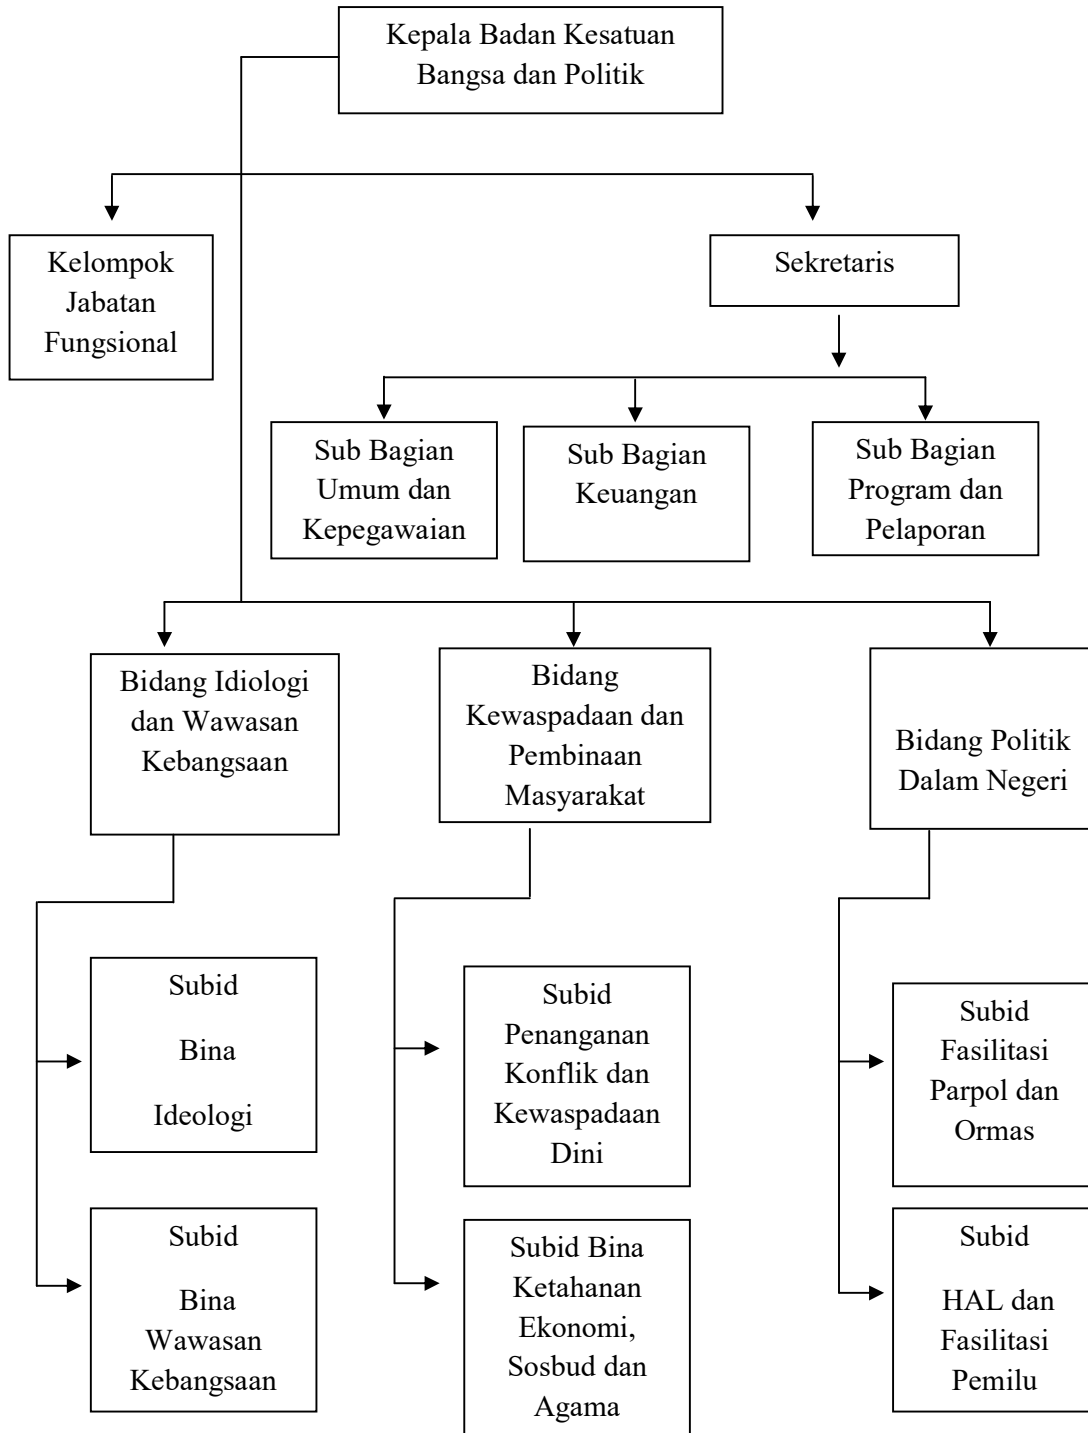 Kepala Badan Kesatuan
Bangsa dan Politik
Kelompok
Jabatan
Fungsional
Sekretaris
Sub Bagian
Umum dan
Kepegawaian
Sub Bagian
Keuangan
Sub Bagian
Program dan
Pelaporan
Bidang Idiologi
dan Wawasan
Kebangsaan
Bidang
Kewaspadaan dan
Pembinaan
Masyarakat
Bidang Politik
Dalam Negeri
Subid
Bina
Ideologi
Subid
Penanganan
Konflik dan
Kewaspadaan
Dini
Subid
Fasilitasi
Parpol dan
Ormas
Subid
Bina
Wawasan
Kebangsaan
Subid Bina
Ketahanan
Ekonomi,
Sosbud dan
Agama
Subid
HAL dan
Fasilitasi
Pemilu